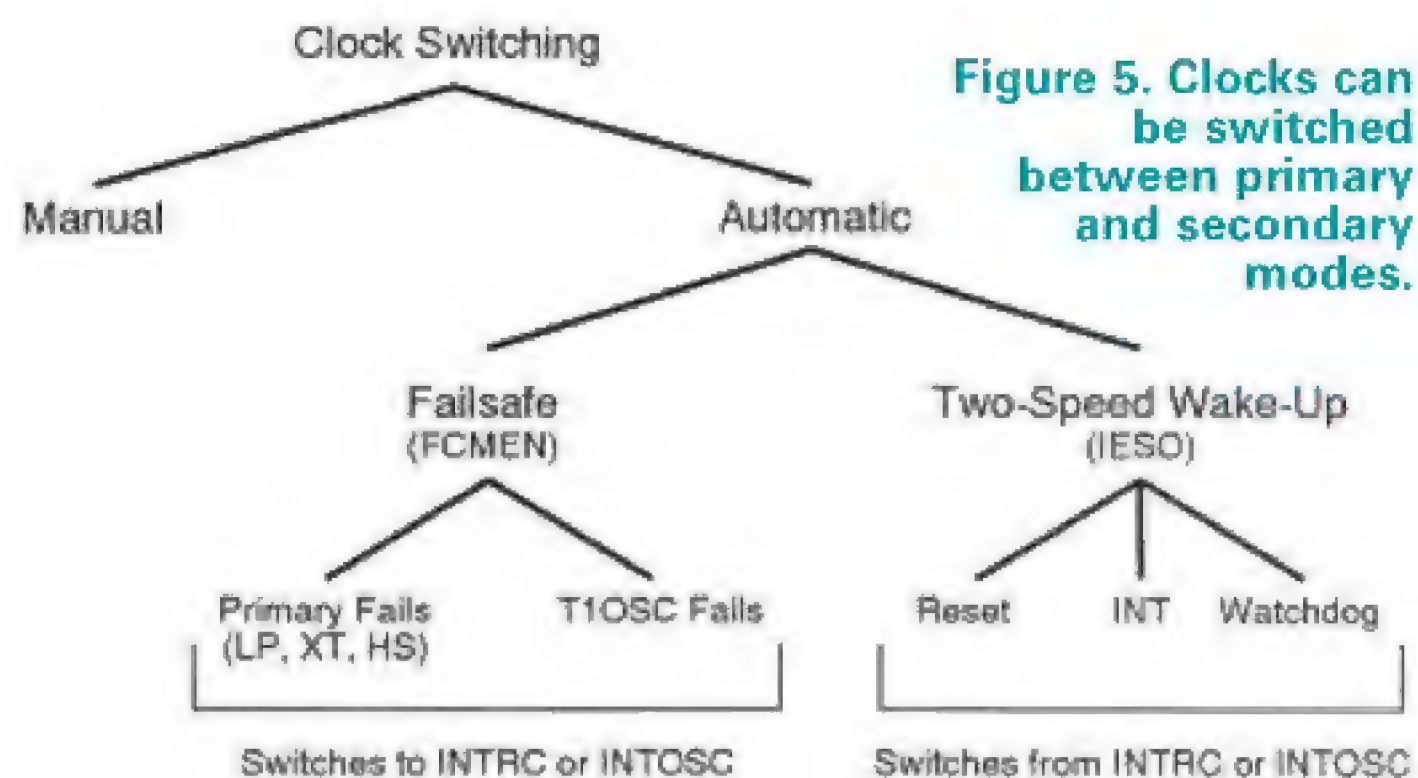 Clock Switching
Figure 5. Clocks can
be switched
between primary
and secondary
modes.
Manual
Automatic
Failsafe
(FCMEN)
Two-Speed Wake-Up
(IESO)
Primary Fails
(LP, XT, HS)
T1OSC Fails
Reset
INT
Watchdog
Switches to INTRC or INTOSC
Switches from INTRC or INTOSC